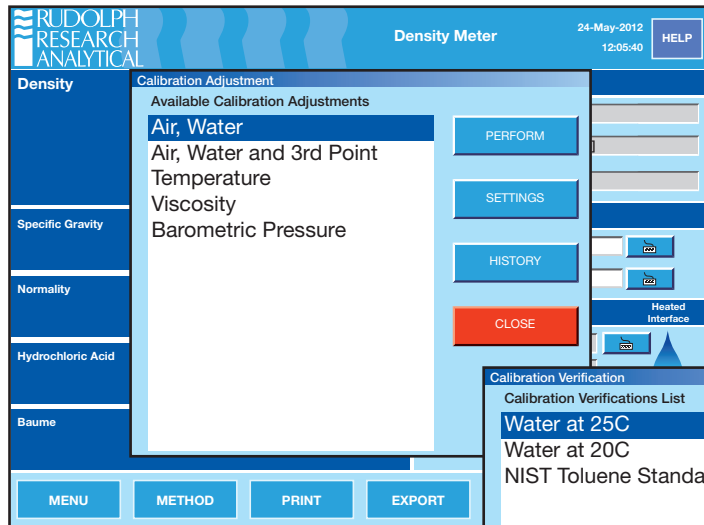 RUDOLPH
RESEARCH
ANALYTICAL
Density Meter
24-May-2012
12:05:40
HELP
Density
Specific Gravity
Normality
Hydrochloric Acid
Baume
Calibration Adjustment
Available Calibration Adjustments
Air, Water
Air, Water and 3rd Point
Temperature
Viscosity
Barometric Pressure
PERFORM
SETTINGS
HISTORY
CLOSE
Heated
Interface
Calibration Verification
Calibration Verifications List
Water at 25C
Water at 20C
NIST Toluene Standa
MENU
METHOD
PRINT
EXPORT